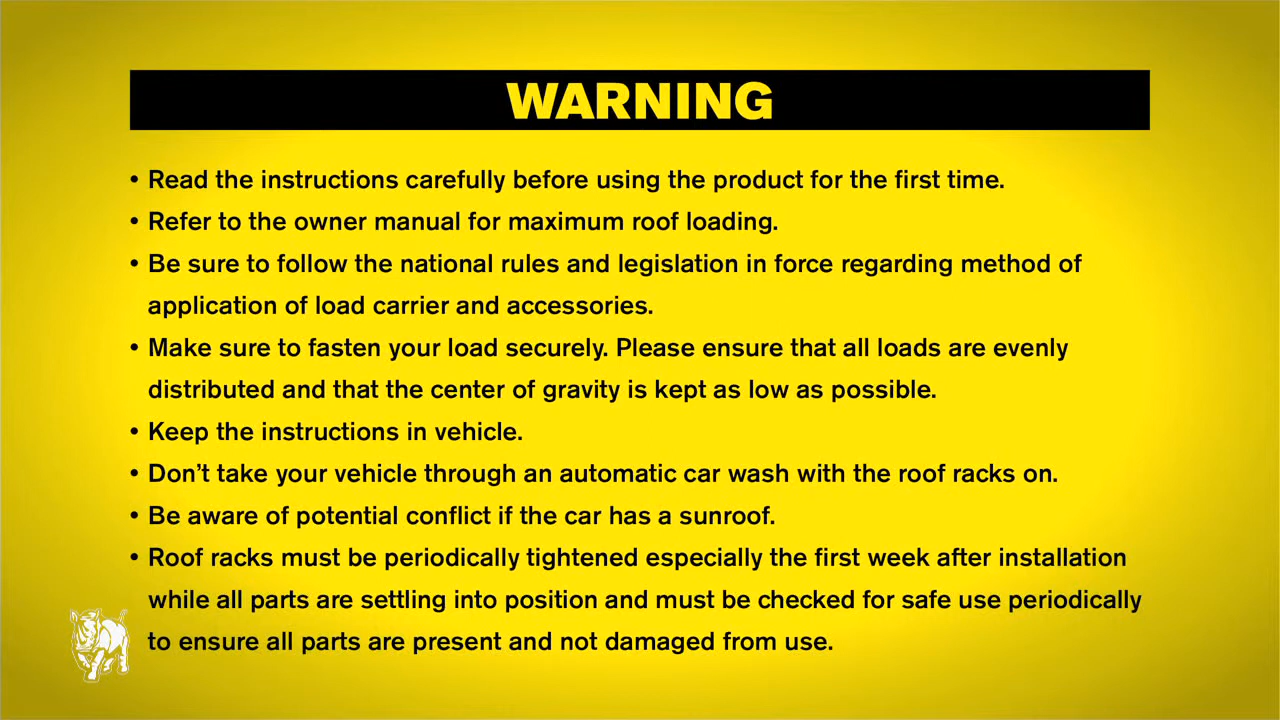 WARNING
• Read the instructions carefully before using the product for the first time.
• Refer to the owner manual for maximum roof loading.
• Be sure to follow the national rules and legislation in force regarding method of
application of load carrier and accessories.
• Make sure to fasten your load securely. Please ensure that all loads are evenly
distributed and that the center of gravity is kept as low as possible.
• Keep the instructions in vehicle.
• Don’t take your vehicle through an automatic car wash with the roof racks on.
• Be aware of potential conflict if the car has a sunroof.
• Roof racks must be periodically tightened especially the first week after installation
while all parts are settling into position and must be checked for safe use periodically
to ensure all parts are present and not damaged from use.